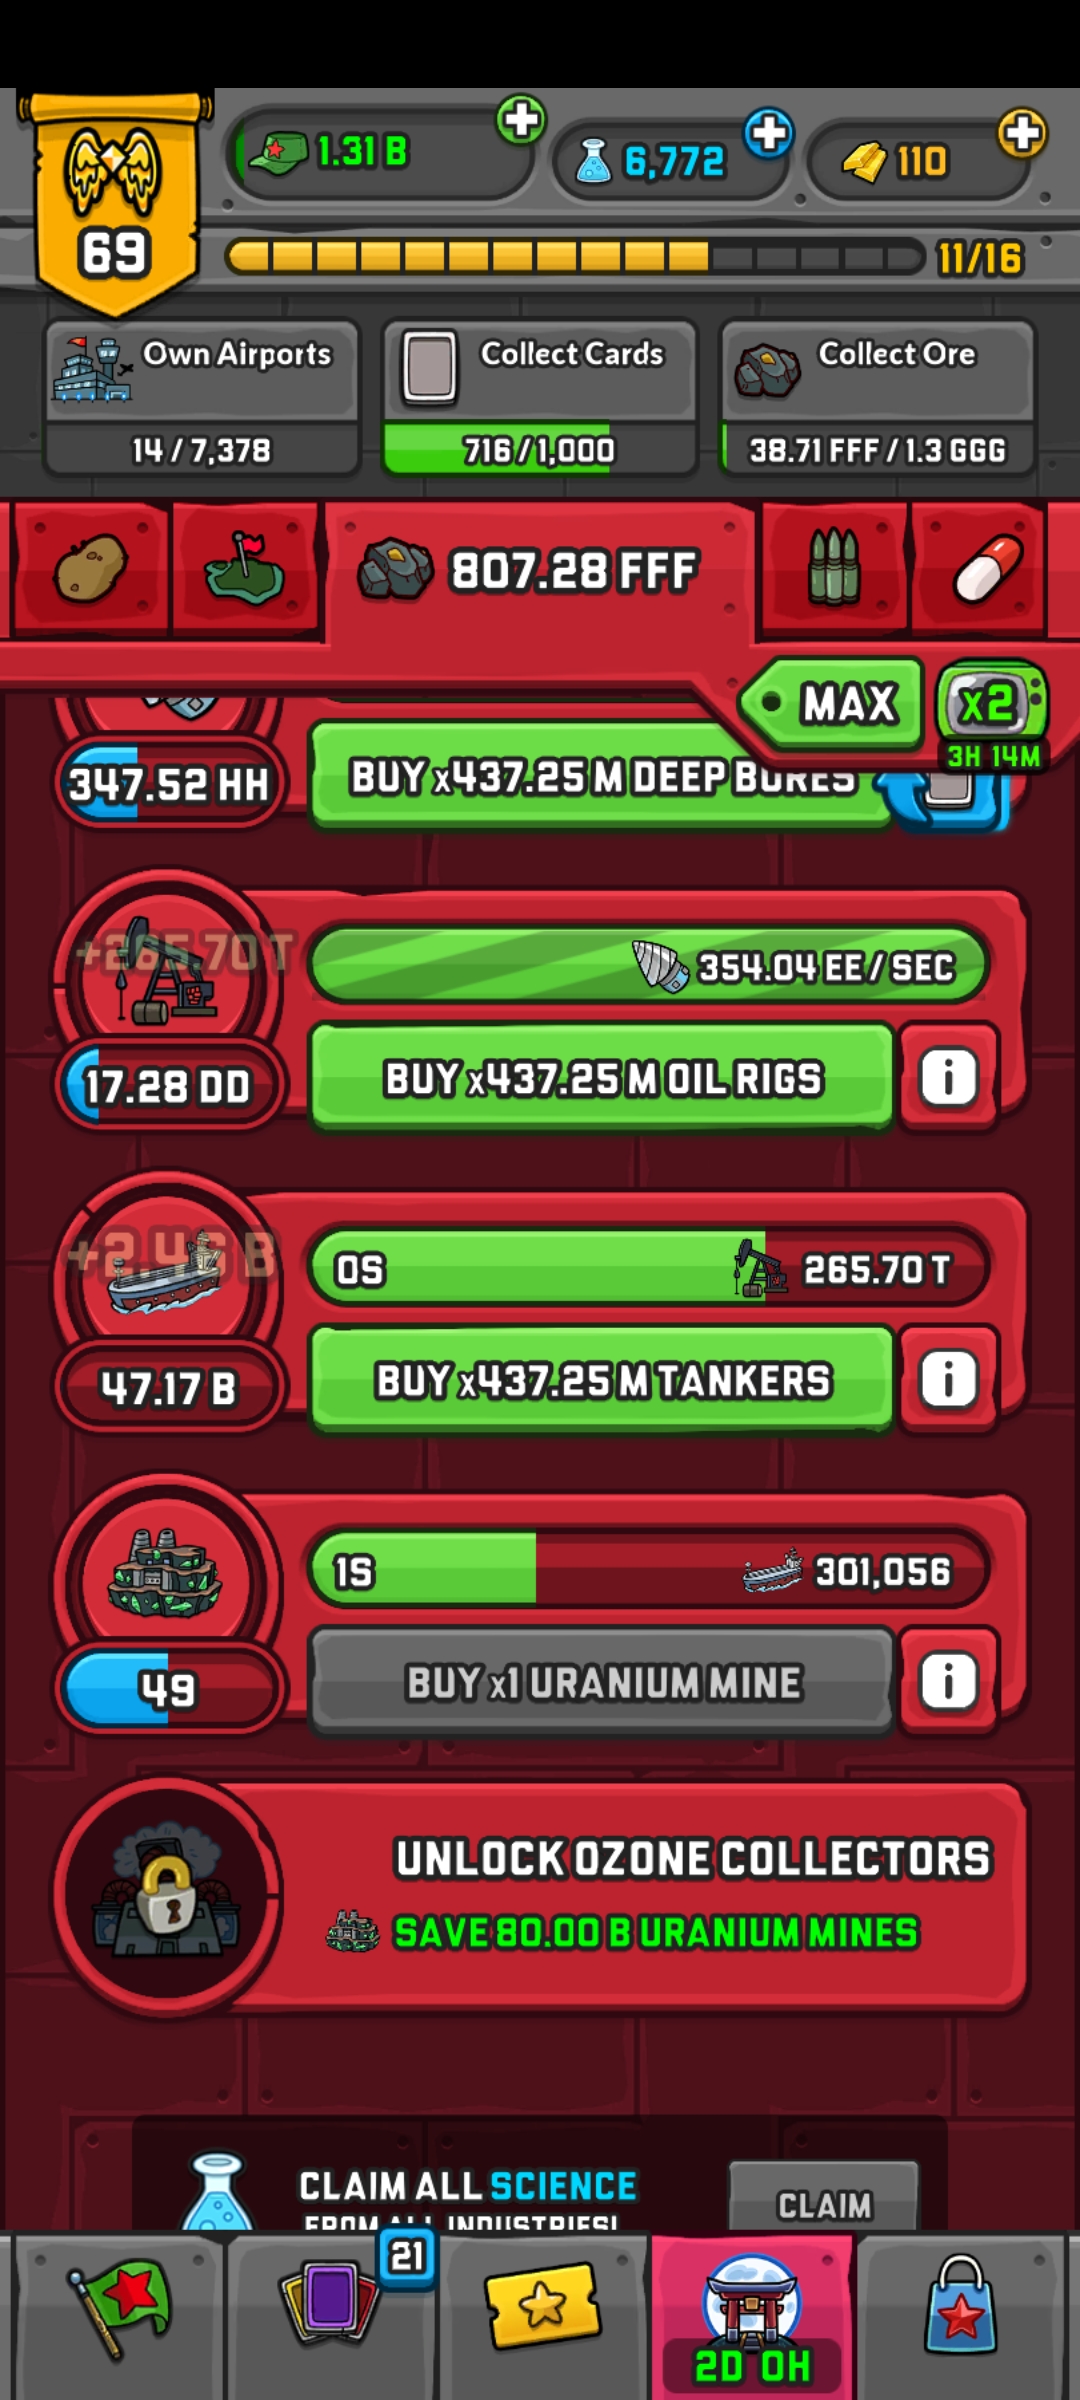 1.31 B
6,772
110
69
11/16
Own Airports
Collect Cards
Collect Ore
14 / 7,378
716 / 1,000
38.71 FFF / 1.3 GGG
807.28 FFF
MAX
x2
3H 14M
347.52 HH
BUY x437.25 M DEEP BORES
+265.70 T
354.04 EE / SEC
17.28 DD
BUY x437.25 M OIL RIGS
i
+2.46 B
0S
265.70 T
47.17 B
BUY x437.25 M TANKERS
i
1S
301,056
49
BUY x1 URANIUM MINE
i
UNLOCK OZONE COLLECTORS
SAVE 80.00 B URANIUM MINES
CLAIM ALL SCIENCE
FROM ALL INDUSTRIES!
CLAIM
21
2D 0H